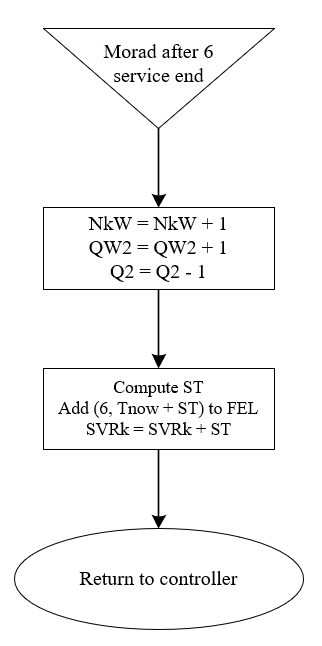 Morad after 6
service end
NkW = NkW + 1
QW2 = QW2 + 1
Q2 = Q2 - 1
Compute ST
Add (6, Tnow + ST) to FEL
SVRk = SVRk + ST
Return to controller